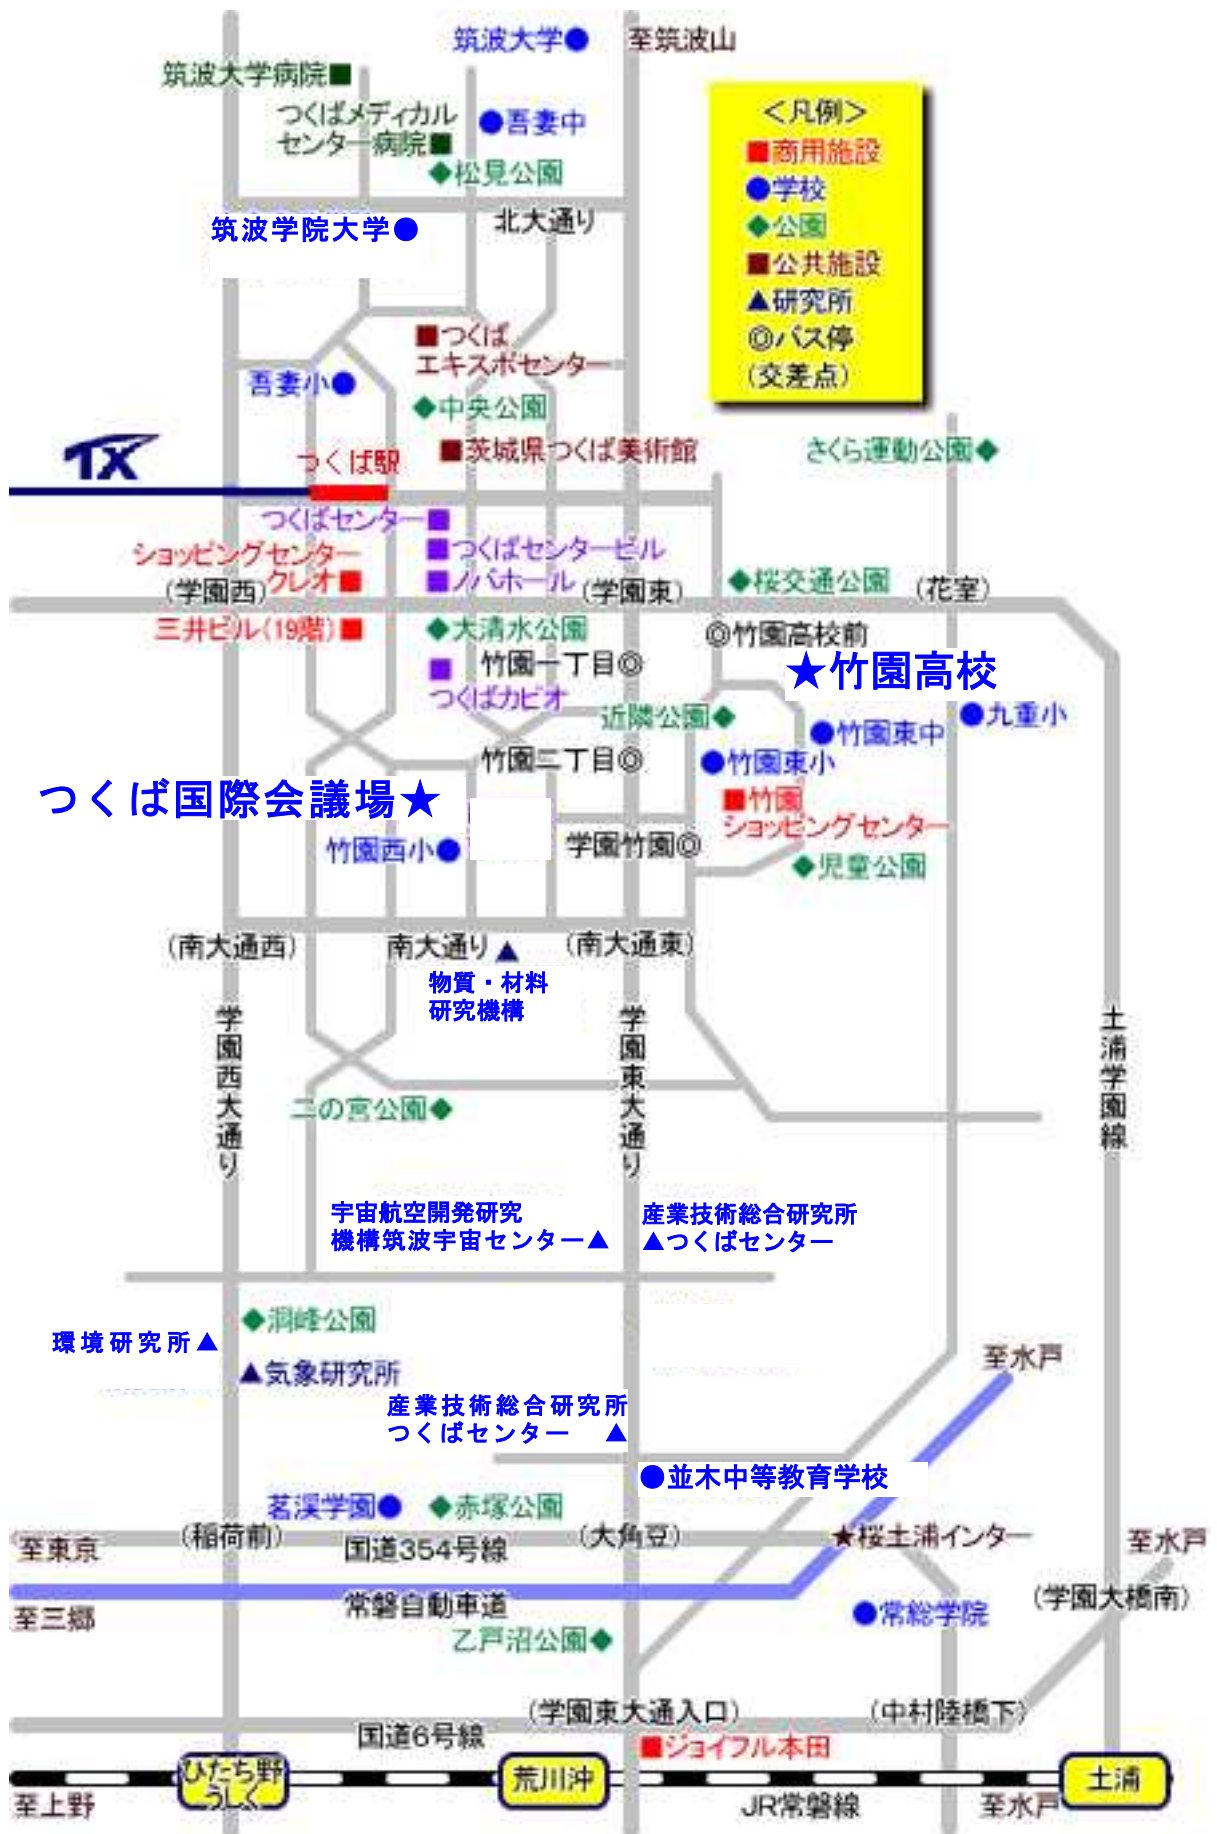 筑波大学●
至筑波山
筑波大学病院■
つくばメディカル
センター病院■
●吾妻中
◆松見公園
<凡例>
■商用施設
●学校
◆公園
■公共施設
▲研究所
◎バス停
(交差点)
北大通り
筑波学院大学●
■つくば
エキスポセンター
吾妻小●
◆中央公園
■茨城県つくば美術館
さくら運動公園◆
TX
つくば駅
つくばセンター■
■つくばセンタービル
ショッピングセンター
クレオ■
■ノバホール
(学園西)
(学園東)
◆桜交通公園
(花室)
三井ビル(19階)■
◆大清水公園
◎竹園高校前
竹園一丁目◎
★竹園高校
■
つくばカピオ
近隣公園◆
●九重小
●竹園東中
竹園二丁目◎
●竹園東小
つくば国際会議場★
■竹園
ショッピングセンター
竹園西小●
学園竹園◎
◆児童公園
(南大通西)
南大通り
▲
(南大通東)
物質・材料
研究機構
学園西大通り
学園東大通り
土浦学園線
二の宮公園◆
宇宙航空開発研究
機構筑波宇宙センター▲
産業技術総合研究所
▲つくばセンター
◆洞峰公園
環境研究所▲
▲気象研究所
至水戸
産業技術総合研究所
つくばセンター ▲
●並木中等教育学校
茗渓学園●
◆赤塚公園
(稲荷前)
(大角豆)
★桜土浦インター
至東京
国道354号線
至水戸
常磐自動車道
至三郷
●常総学院
(学園大橋南)
乙戸沼公園◆
(学園東大通入口)
(中村陸橋下)
国道6号線
■ジョイフル本田
ひたち野
うしく
荒川沖
土浦
至上野
JR常磐線
至水戸